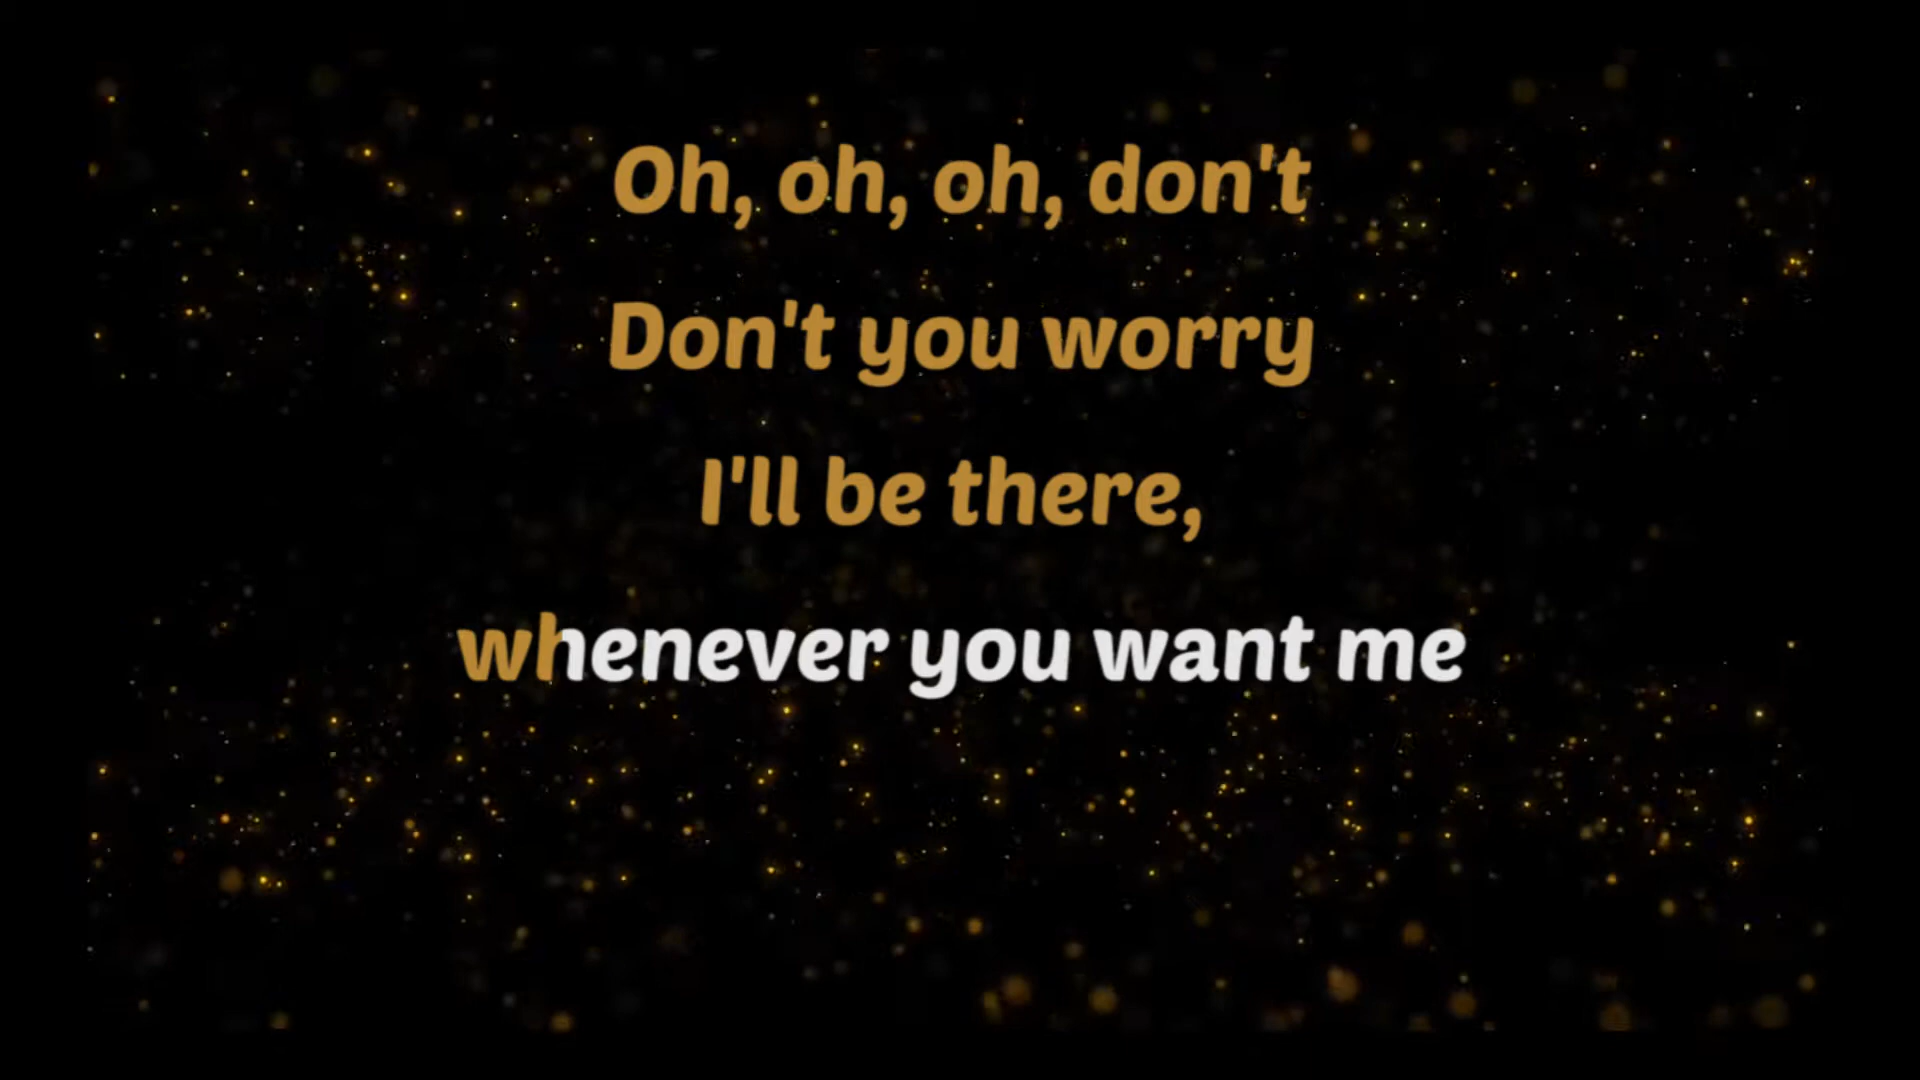 Oh, oh, oh, don't
Don't you worry
I'll be there,
whenever you want me